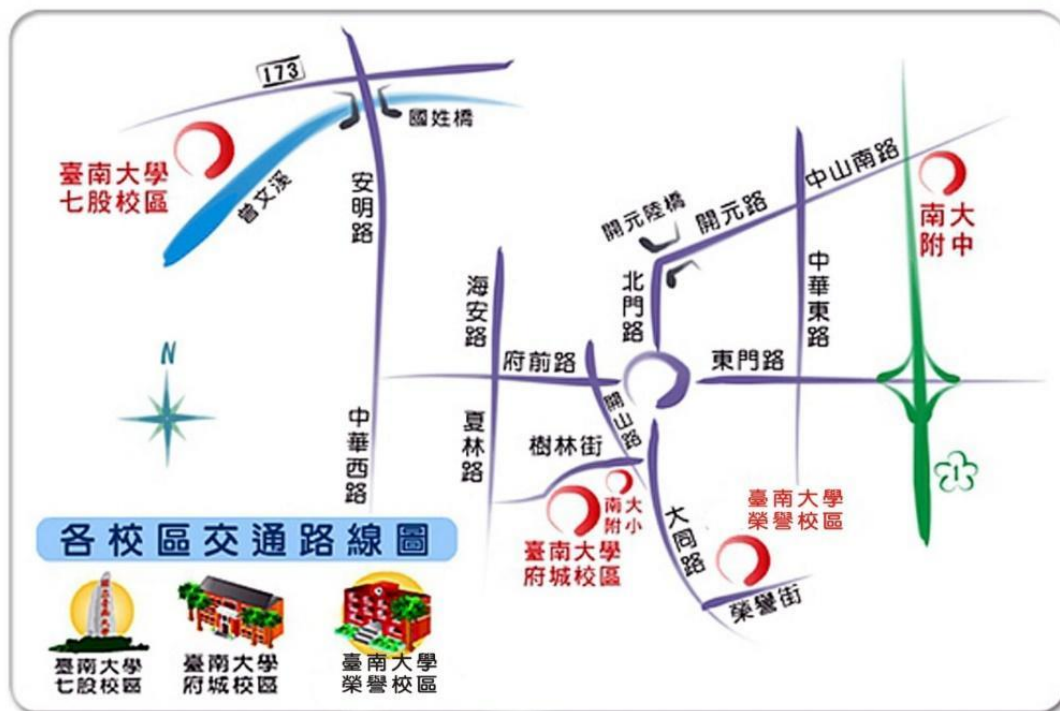 173
國姓橋
臺南大學
七股校區
曾文溪
安明路
中山南路
開元路
開元陸橋
南大
附中
海安路
北門路
中華東路
N
府前路
東門路
開山路
中華西路
夏林路
樹林街
1
南大
附小
臺南大學
府城校區
大同路
臺南大學
榮譽校區
榮譽街
各校區交通路線圖
臺南大學
七股校區
臺南大學
府城校區
臺南大學
榮譽校區